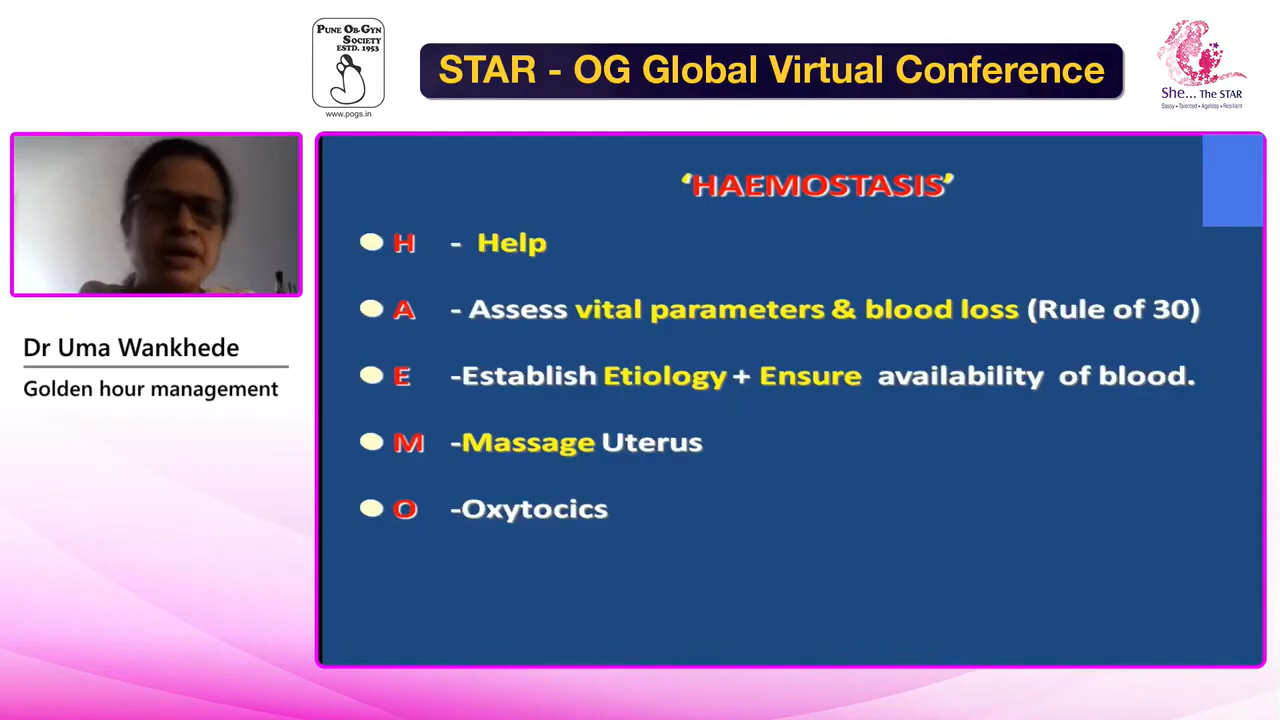 PUNE OB-GYN
SOCIETY
ESTD. 1953
www.pogs.in
STAR - OG Global Virtual Conference
She... THE STAR
Sassy • Talented • Ageless • Resilient
Dr Uma Wankhede
Golden hour management
‘HAEMOSTASIS’
H - Help
A - Assess vital parameters & blood loss (Rule of 30)
E -Establish Etiology + Ensure availability of blood.
M -Massage Uterus
O -Oxytocics